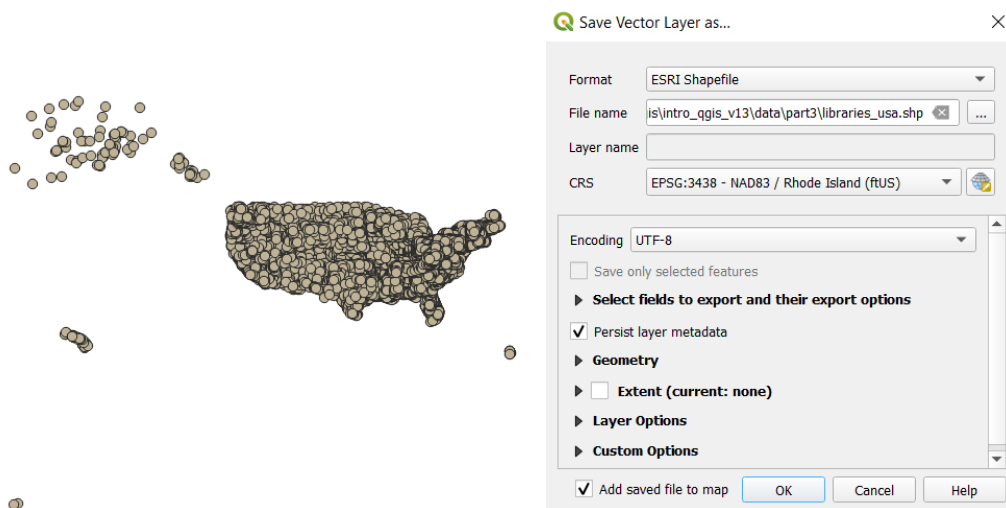 Save Vector Layer as...
Format ESRI Shapefile
File name is\intro_qgis_v13\data\part3\libraries_usa.shp ...
Layer name
CRS EPSG:3438 - NAD83 / Rhode Island (ftUS)
Encoding UTF-8
Save only selected features
Select fields to export and their export options
Persist layer metadata
Geometry
Extent (current: none)
Layer Options
Custom Options
Add saved file to map OK Cancel Help